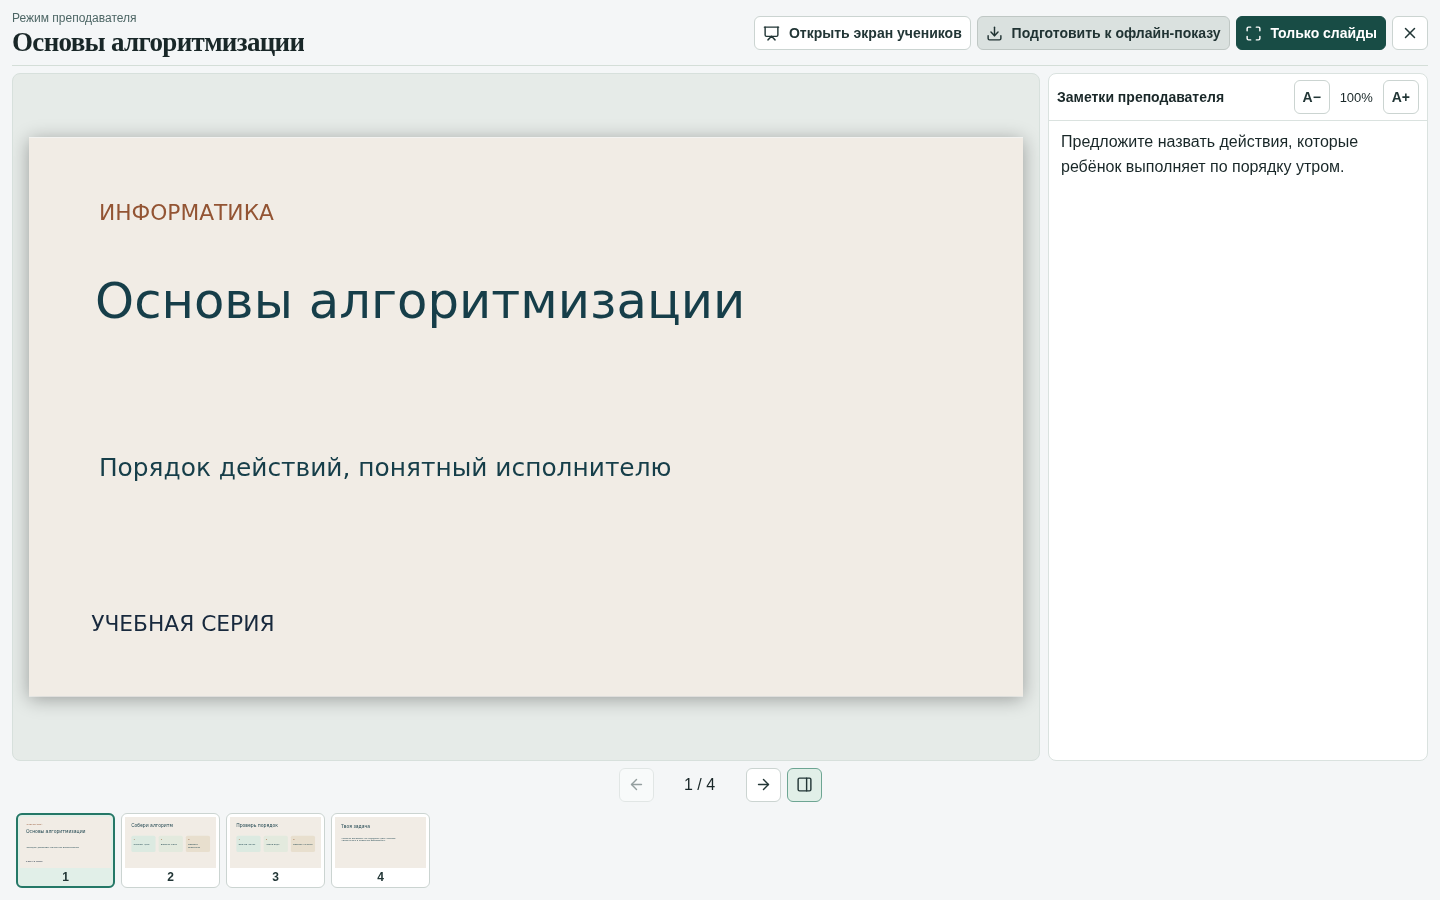 Режим преподавателя
Основы алгоритмизации
Открыть экран учеников
Подготовить к офлайн-показу
Только слайды
ИНФОРМАТИКА
Основы алгоритмизации
Порядок действий, понятный исполнителю
УЧЕБНАЯ СЕРИЯ
Заметки преподавателя
A−
100%
A+
Предложите назвать действия, которые
ребёнок выполняет по порядку утром.
1 / 4
Основы алгоритмизации
1
Собери алгоритм
2
Проверь порядок
3
Твоя задача
4